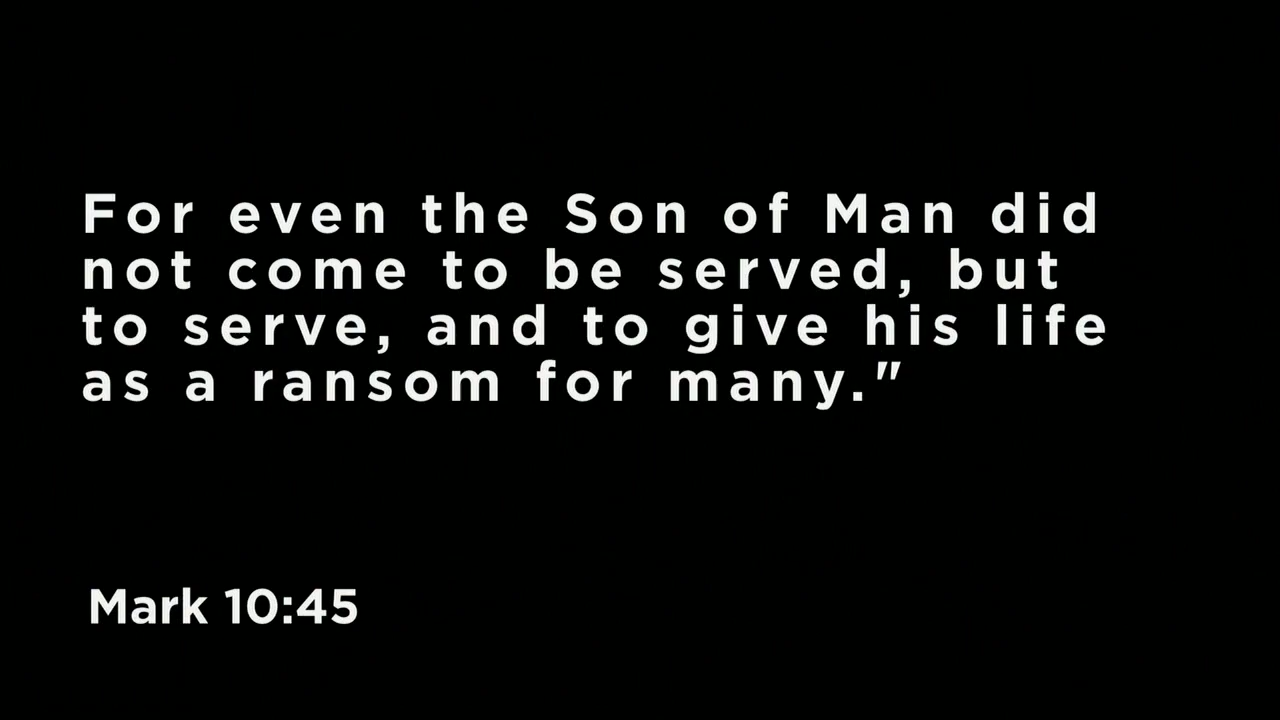 For even the Son of Man did
not come to be served, but
to serve, and to give his life
as a ransom for many."
Mark 10:45